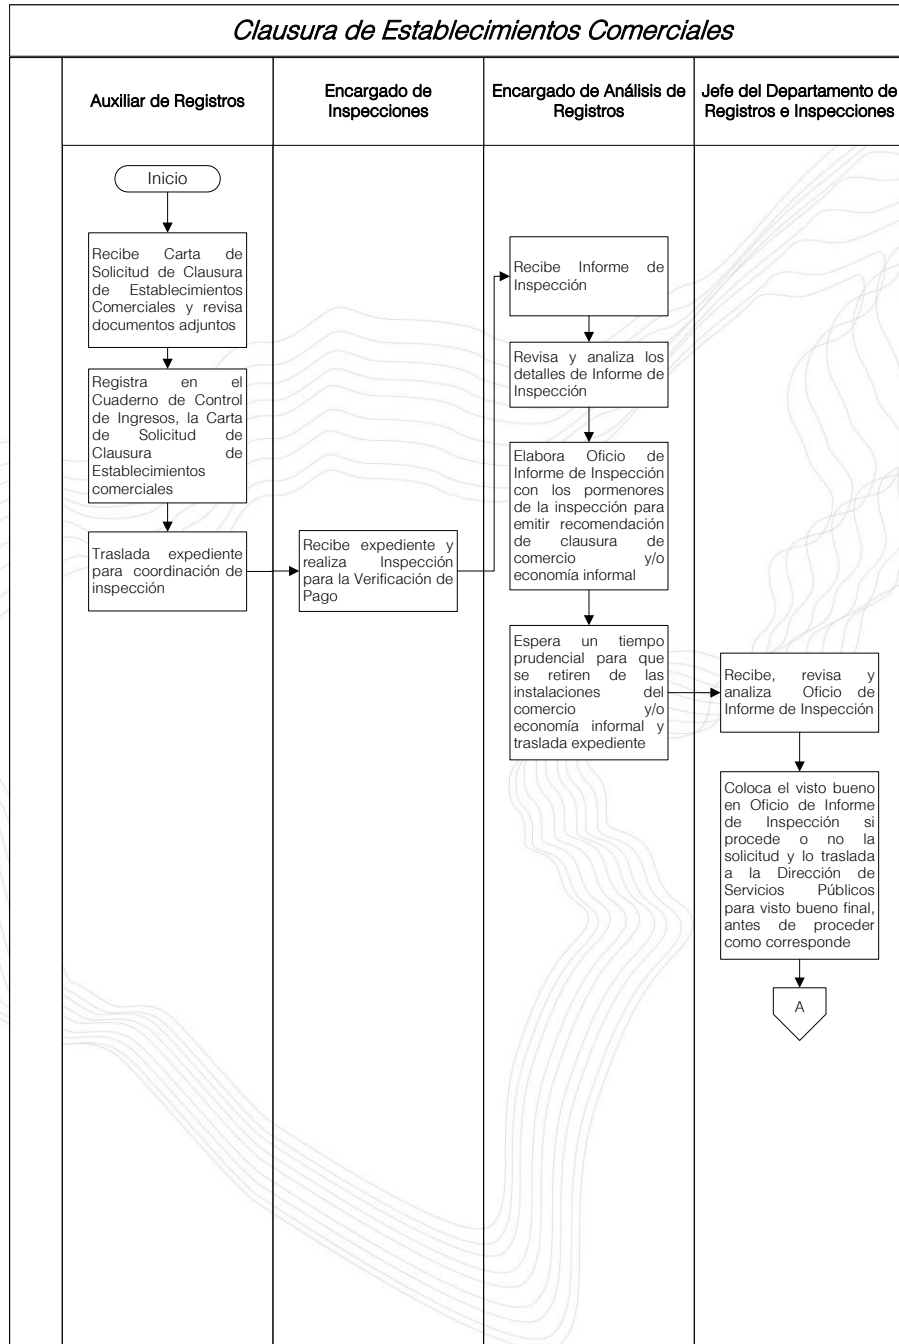 Clausura de Establecimientos Comerciales
Auxiliar de Registros
Encargado de
Inspecciones
Encargado de Análisis de
Registros
Jefe del Departamento de
Registros e Inspecciones
Inicio
Recibe Carta de
Solicitud de Clausura
de Establecimientos
Comerciales y revisa
documentos adjuntos
Registra en el
Cuaderno de Control
de Ingresos, la Carta
de Solicitud de
Clausura de
Establecimientos
comerciales
Traslada expediente
para coordinación de
inspección
Recibe expediente y
realiza Inspección
para la Verificación de
Pago
Recibe Informe de
Inspección
Revisa y analiza los
detalles de Informe de
Inspección
Elabora Oficio de
Informe de Inspección
con los pormenores
de la inspección para
emitir recomendación
de clausura de
comercio y/o
economía informal
Espera un tiempo
prudencial para que
se retiren de las
instalaciones del
comercio y/o
economía informal y
traslada expediente
Recibe, revisa y
analiza Oficio de
Informe de Inspección
Coloca el visto bueno
en Oficio de Informe
de Inspección si
procede o no la
solicitud y lo traslada
a la Dirección de
Servicios Públicos
para visto bueno final,
antes de proceder
como corresponde
A